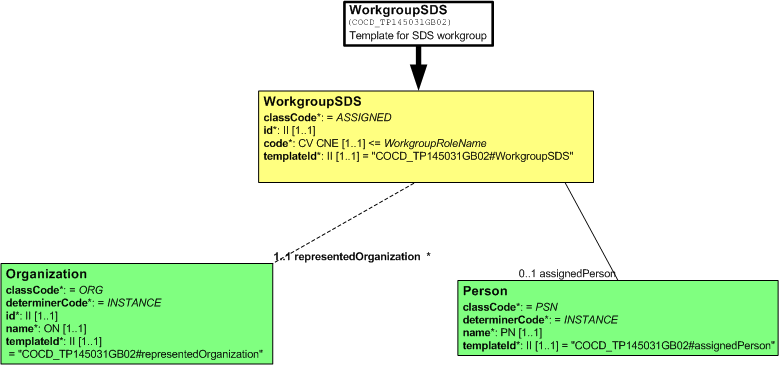 WorkgroupSDS
(COCD_TP145031GB02)
Template for SDS workgroup
WorkgroupSDS
classCode*: = ASSIGNED
id*: II [1..1]
code*: CV CNE [1..1] <= WorkgroupRoleName
templateId*: II [1..1] = "COCD_TP145031GB02#WorkgroupSDS"
1..1 representedOrganization *
0..1 assignedPerson
Organization
classCode*: = ORG
determinerCode*: = INSTANCE
id*: II [1..1]
name*: ON [1..1]
templateId*: II [1..1]
= "COCD_TP145031GB02#representedOrganization"
Person
classCode*: = PSN
determinerCode*: = INSTANCE
name*: PN [1..1]
templateId*: II [1..1] = "COCD_TP145031GB02#assignedPerson"